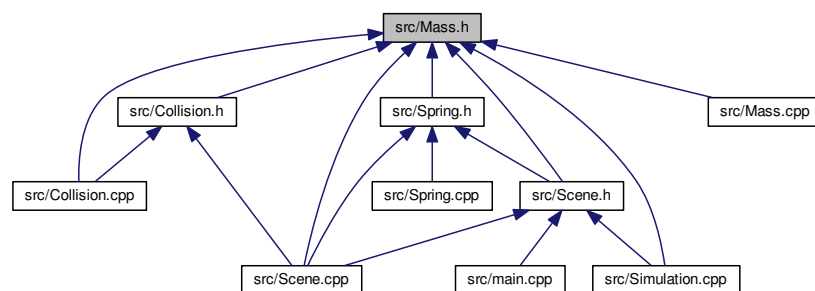 src/Mass.h
src/Collision.h
src/Spring.h
src/Mass.cpp
src/Collision.cpp
src/Spring.cpp
src/Scene.h
src/Scene.cpp
src/main.cpp
src/Simulation.cpp